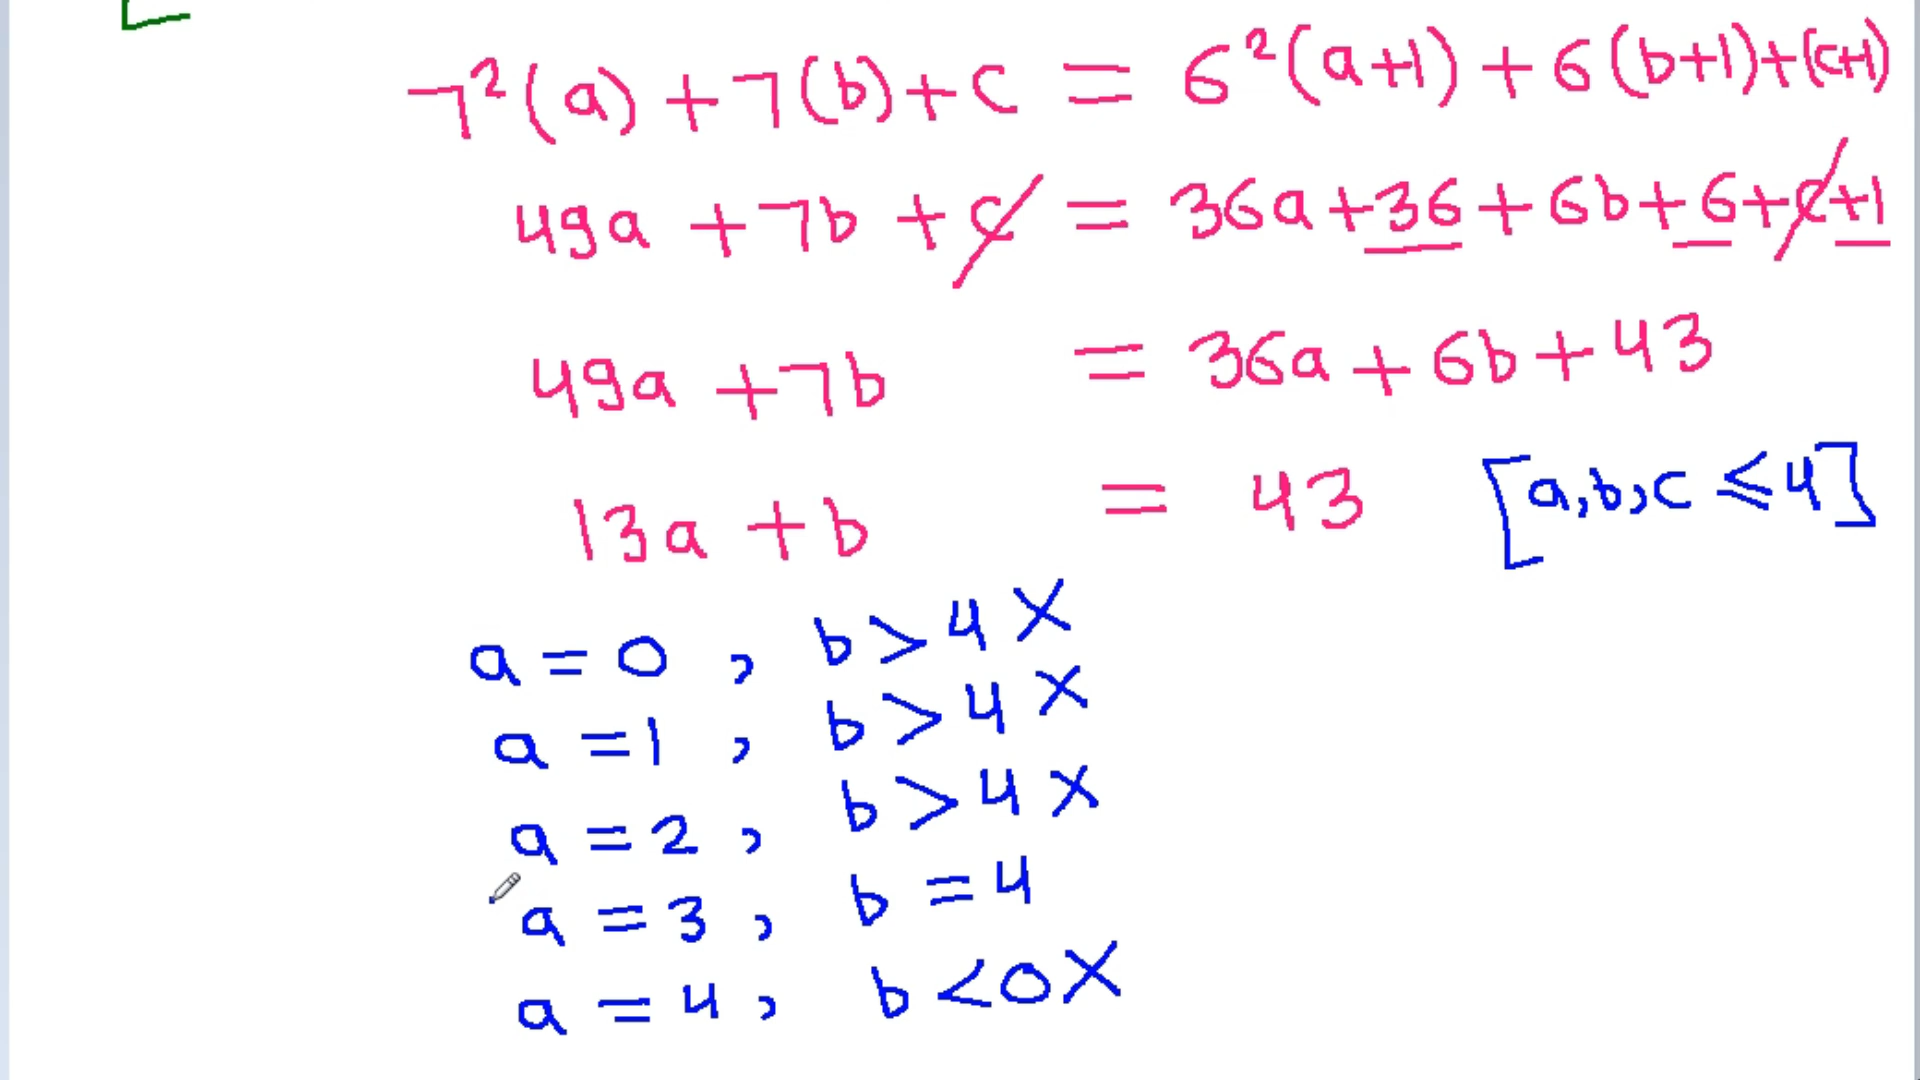 7²(a) + 7(b) + c = 6²(a+1) + 6(b+1) + (c+1)
49a + 7b + c = 36a + 36 + 6b + 6 + c + 1
49a + 7b = 36a + 6b + 43
13a + b = 43 [a,b,c ≤ 4]
a = 0 , b > 4 X
a = 1 , b > 4 X
a = 2 , b > 4 X
a = 3 , b = 4
a = 4 , b < 0 X